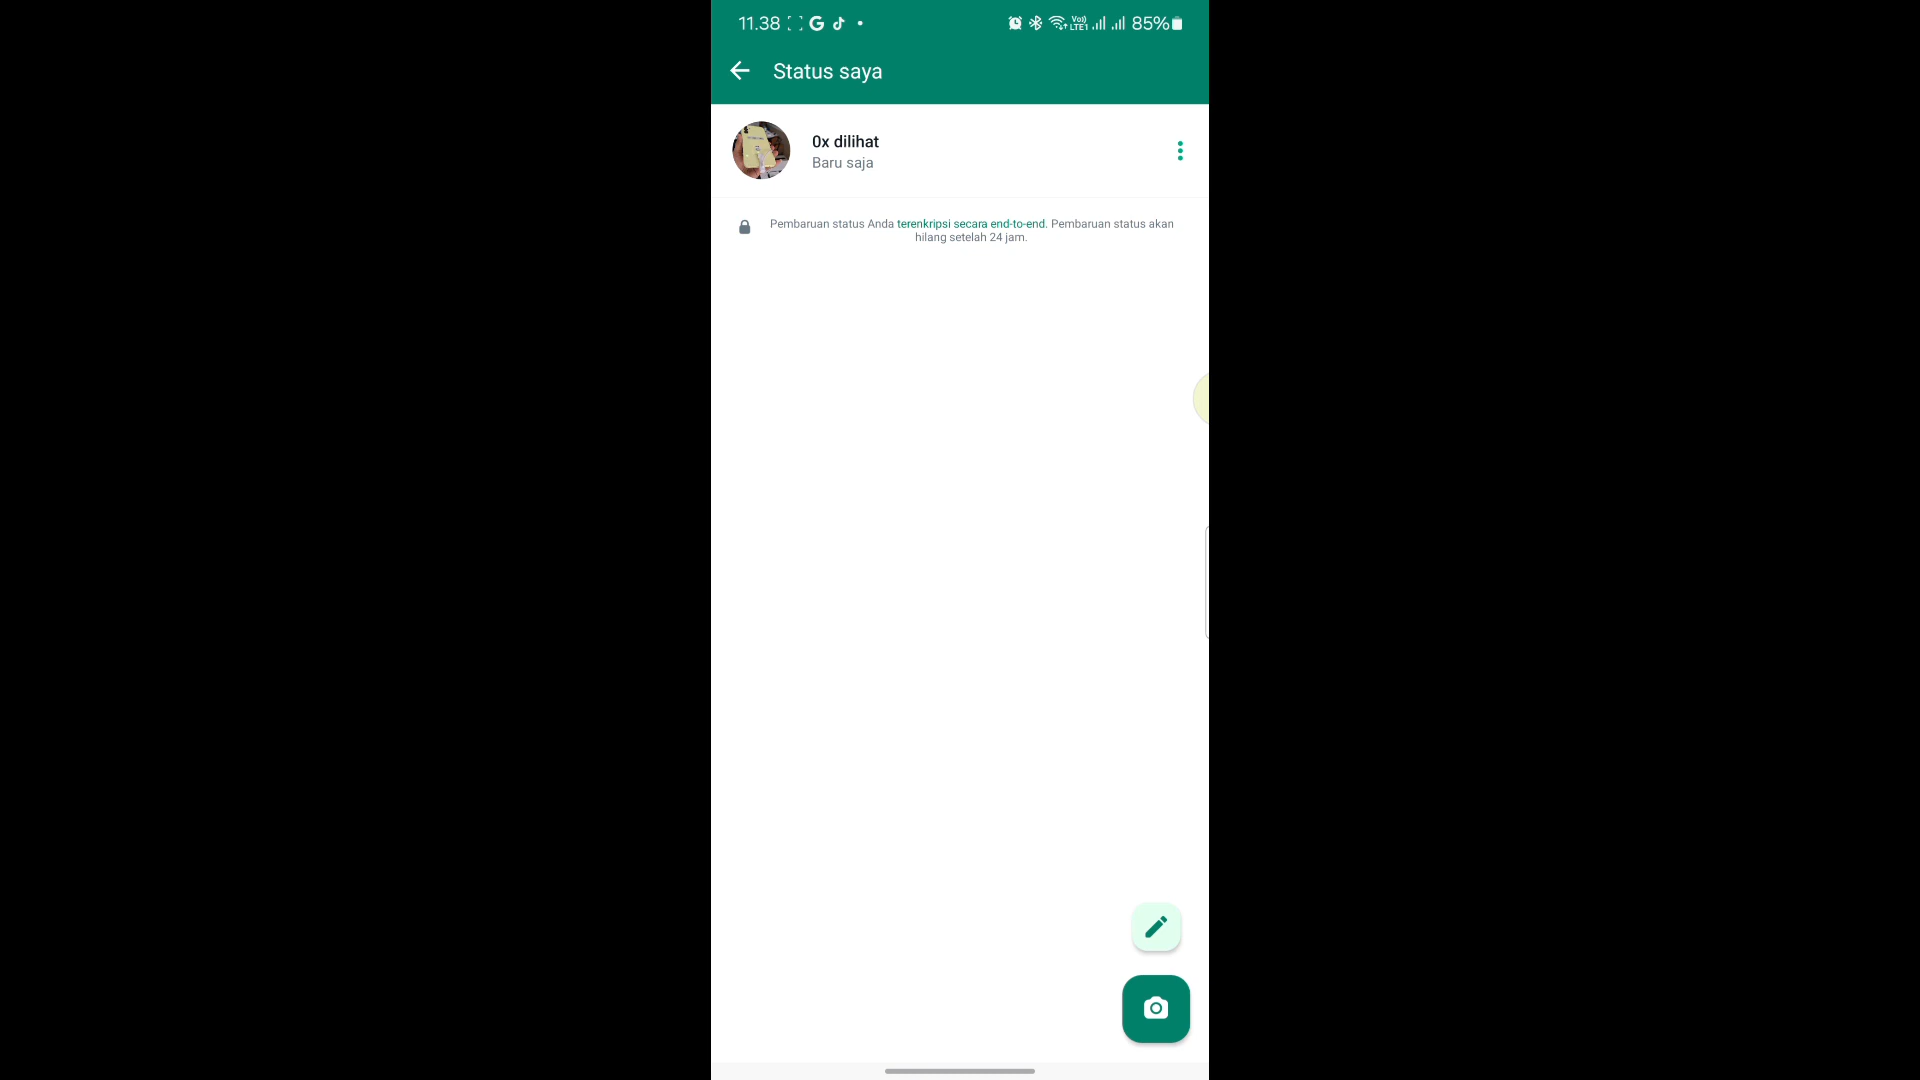 11.38 85%
Status saya
0x dilihat
Baru saja
Pembaruan status Anda terenkripsi secara end-to-end. Pembaruan status akan
hilang setelah 24 jam.